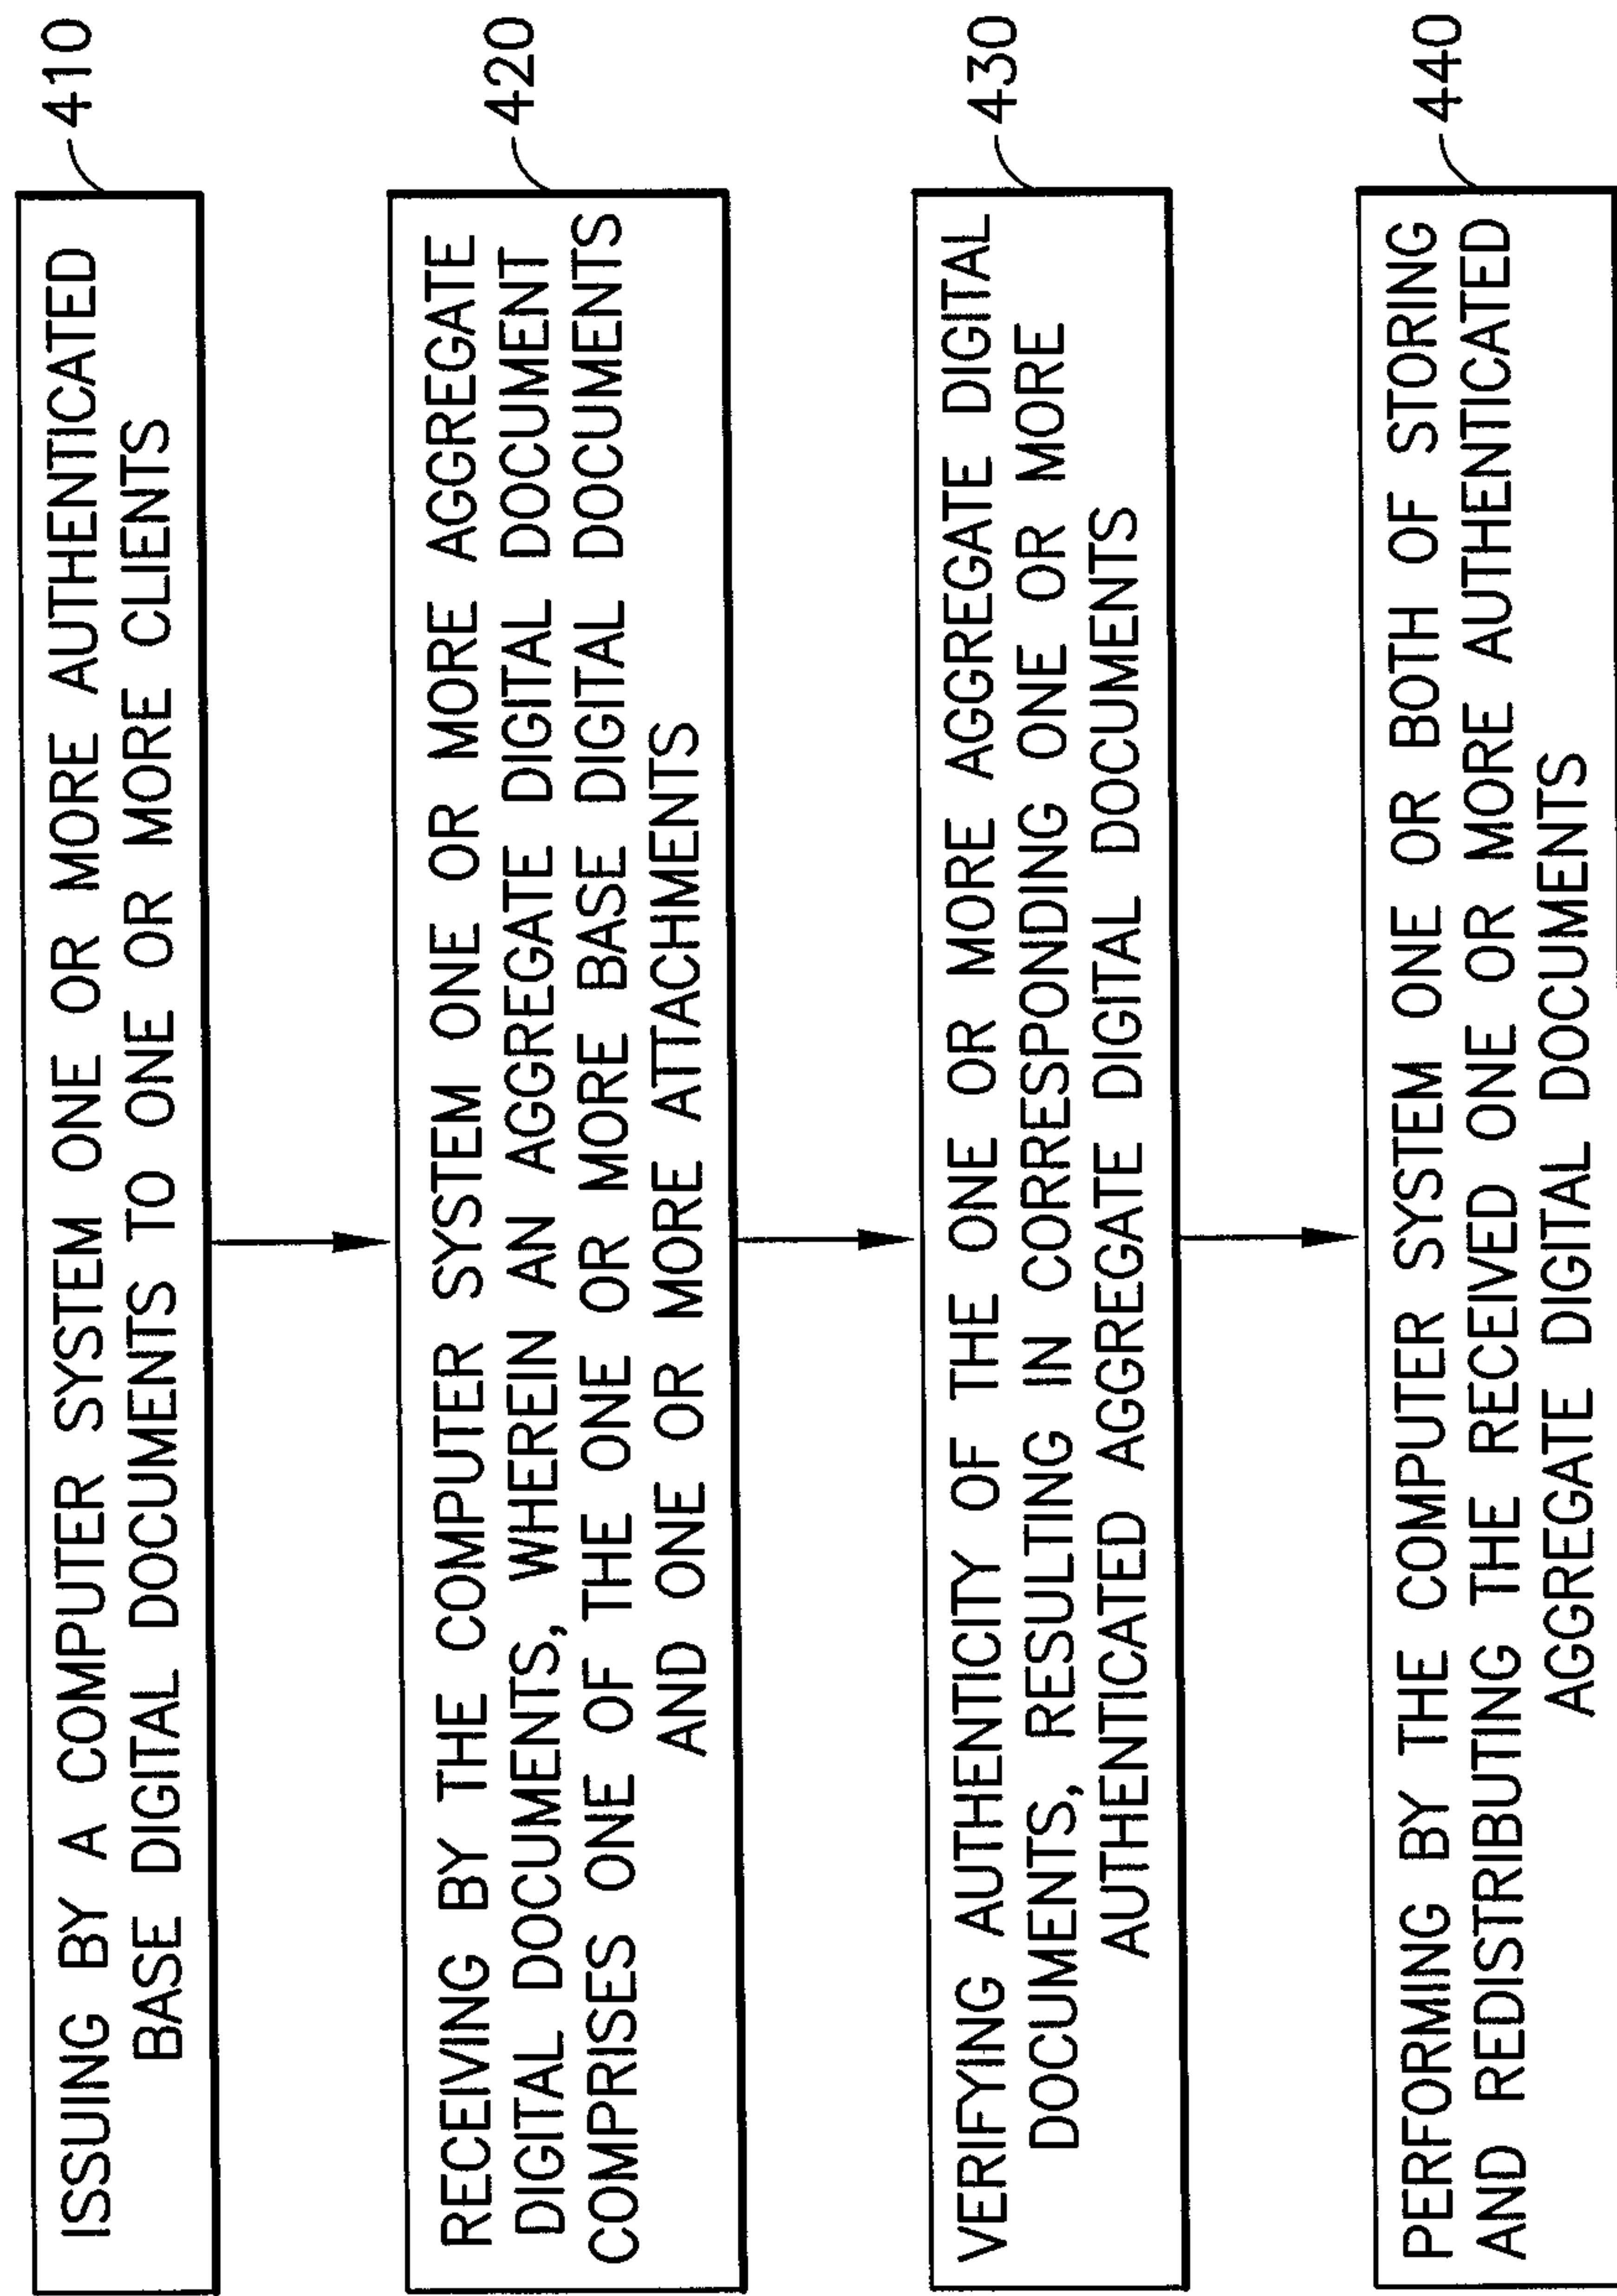 ISSUING BY A COMPUTER SYSTEM ONE OR MORE AUTHENTICATED
BASE DIGITAL DOCUMENTS TO ONE OR MORE CLIENTS
410
RECEIVING BY THE COMPUTER SYSTEM ONE OR MORE AGGREGATE
DIGITAL DOCUMENTS, WHEREIN AN AGGREGATE DIGITAL DOCUMENT
COMPRISES ONE OF THE ONE OR MORE BASE DIGITAL DOCUMENTS
AND ONE OR MORE ATTACHMENTS
420
VERIFYING AUTHENTICITY OF THE ONE OR MORE AGGREGATE DIGITAL
DOCUMENTS, RESULTING IN CORRESPONDING ONE OR MORE
AUTHENTICATED AGGREGATE DIGITAL DOCUMENTS
430
PERFORMING BY THE COMPUTER SYSTEM ONE OR BOTH OF STORING
AND REDISTRIBUTING THE RECEIVED ONE OR MORE AUTHENTICATED
AGGREGATE DIGITAL DOCUMENTS
440